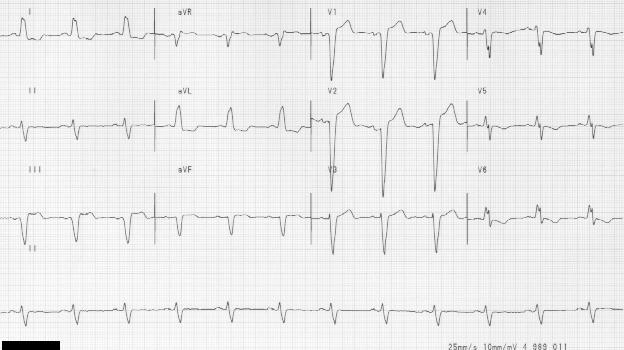 I aVR V1 V4
II aVL V2 V5
III aVF V3 V6
II
25mm/s 10mm/mV 4 989 011